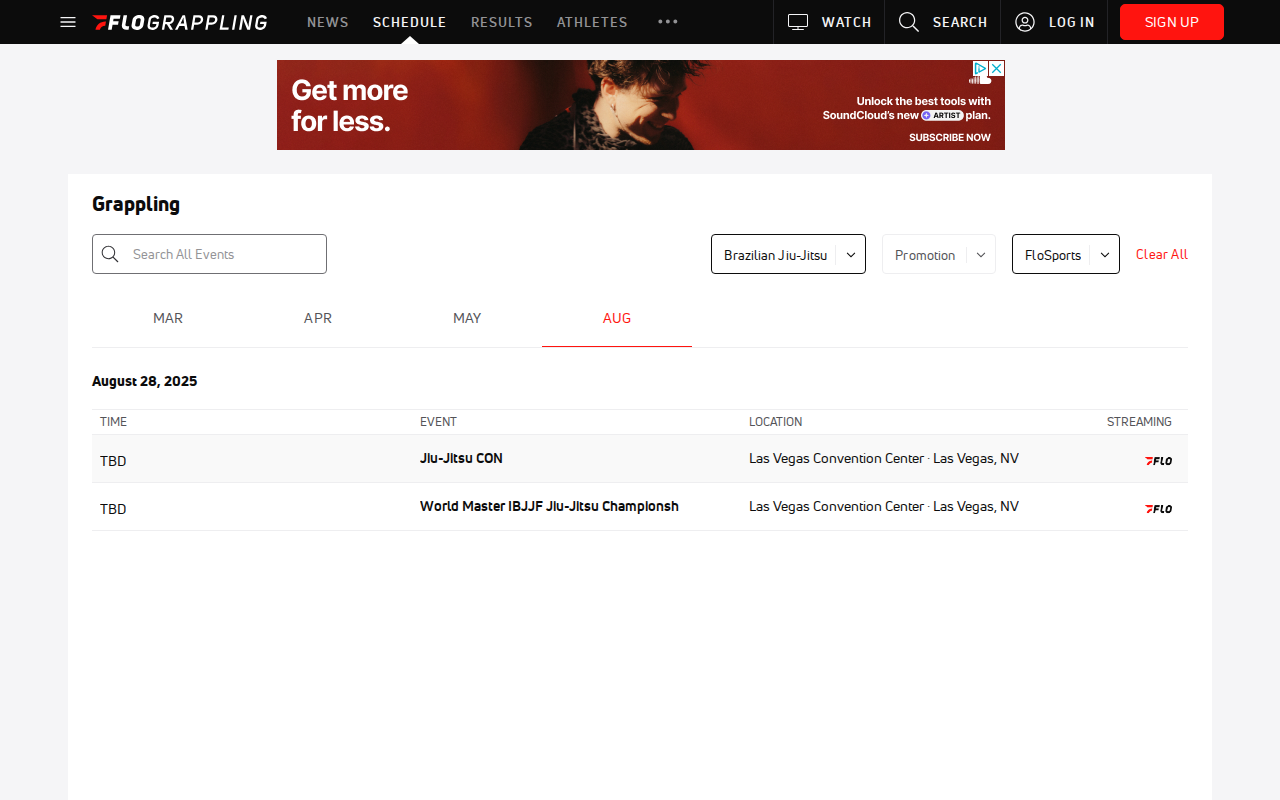 FLOGRAPPLING NEWS SCHEDULE RESULTS ATHLETES WATCH SEARCH LOG IN SIGN UP
Get more
for less.
Unlock the best tools with
SoundCloud's new ARTIST plan.
SUBSCRIBE NOW
Grappling
Search All Events Brazilian Jiu-Jitsu Promotion FloSports Clear All
MAR APR MAY AUG
August 28, 2025
TIME EVENT LOCATION STREAMING
TBD Jiu-Jitsu CON Las Vegas Convention Center · Las Vegas, NV FLO
TBD World Master IBJJF Jiu-Jitsu Championsh Las Vegas Convention Center · Las Vegas, NV FLO